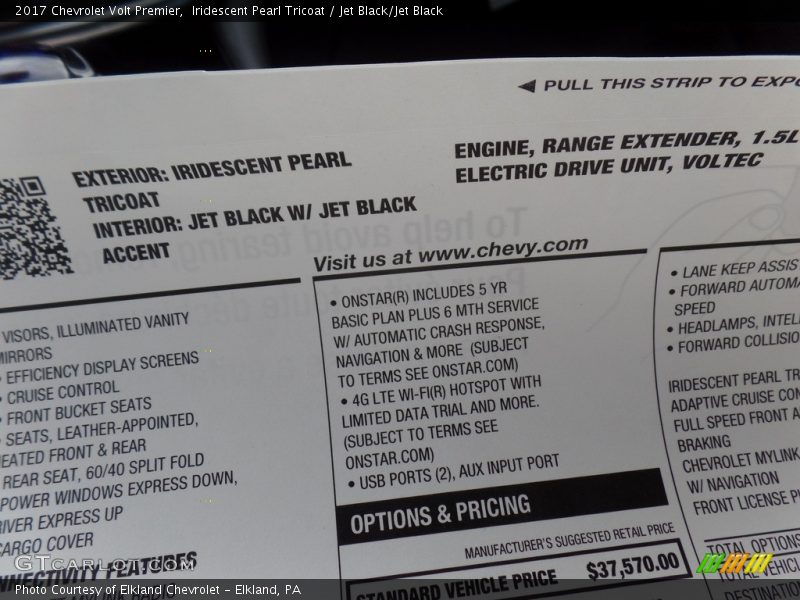 2017 Chevrolet Volt Premier, Iridescent Pearl Tricoat / Jet Black/Jet Black
◄ PULL THIS STRIP TO EXPO
EXTERIOR: IRIDESCENT PEARL
TRICOAT
INTERIOR: JET BLACK W/ JET BLACK
ACCENT
ENGINE, RANGE EXTENDER, 1.5L
ELECTRIC DRIVE UNIT, VOLTEC
Visit us at www.chevy.com
VISORS, ILLUMINATED VANITY
MIRRORS
• EFFICIENCY DISPLAY SCREENS
• CRUISE CONTROL
• FRONT BUCKET SEATS
• SEATS, LEATHER-APPOINTED,
HEATED FRONT & REAR
REAR SEAT, 60/40 SPLIT FOLD
POWER WINDOWS EXPRESS DOWN,
RIVER EXPRESS UP
CARGO COVER
NNECTIVITY FEATURES
• ONSTAR(R) INCLUDES 5 YR
BASIC PLAN PLUS 6 MTH SERVICE
W/ AUTOMATIC CRASH RESPONSE,
NAVIGATION & MORE (SUBJECT
TO TERMS SEE ONSTAR.COM)
• 4G LTE WI-FI(R) HOTSPOT WITH
LIMITED DATA TRIAL AND MORE.
(SUBJECT TO TERMS SEE
ONSTAR.COM)
• USB PORTS (2), AUX INPUT PORT
OPTIONS & PRICING
MANUFACTURER'S SUGGESTED RETAIL PRICE
STANDARD VEHICLE PRICE $37,570.00
• LANE KEEP ASSIS
• FORWARD AUTOMA
SPEED
• HEADLAMPS, INTELL
• FORWARD COLLISIO
IRIDESCENT PEARL TR
ADAPTIVE CRUISE CON
FULL SPEED FRONT A
BRAKING
CHEVROLET MYLINK
W/ NAVIGATION
FRONT LICENSE P
TOTAL OPTIONS
TOTAL VEHICL
DESTINATIO
GTCarLot.com
Photo Courtesy of Elkland Chevrolet - Elkland, PA